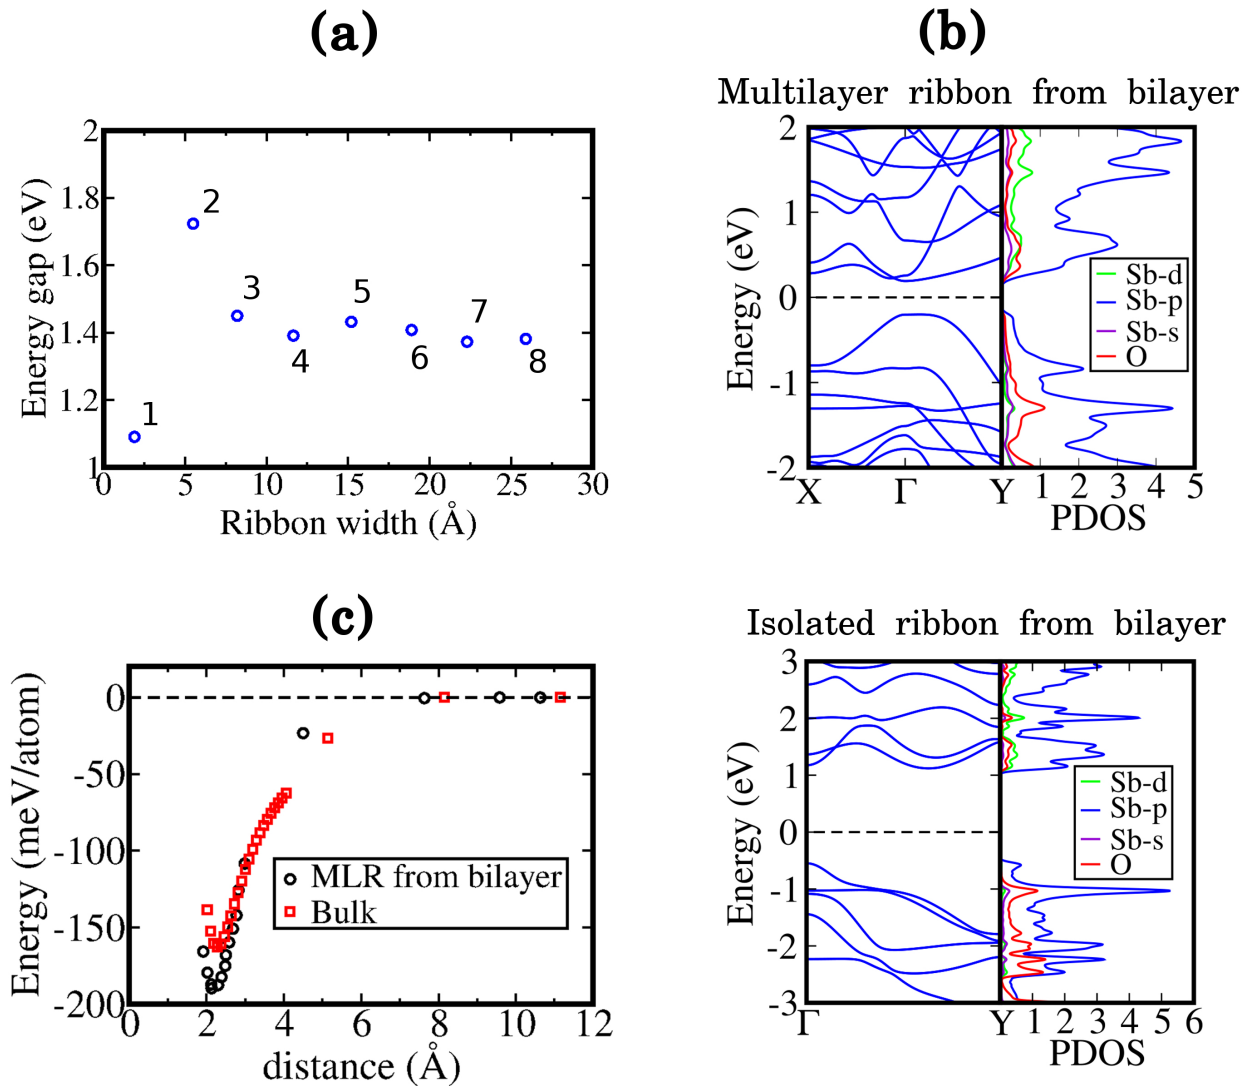 (a)
2
1.8
1.6
1.4
1.2
1
Energy gap (eV)
1
2
3
4
5
6
7
8
0 5 10 15 20 25 30
Ribbon width (Å)
(b)
Multilayer ribbon from bilayer
2
1
0
-1
-2
Energy (eV)
Sb-d
Sb-p
Sb-s
O
X Γ Y 1 2 3 4 5
PDOS
(c)
0
-50
-100
-150
-200
Energy (meV/atom)
MLR from bilayer
Bulk
0 2 4 6 8 10 12
distance (Å)
Isolated ribbon from bilayer
3
2
1
0
-1
-2
-3
Energy (eV)
Sb-d
Sb-p
Sb-s
O
Γ Y 1 2 3 4 5 6
PDOS